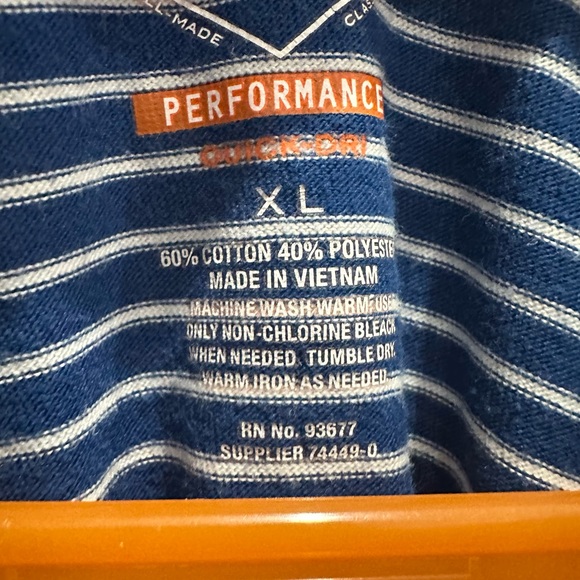 PERFORMANCE
QUICK-DRI
XL
60% COTTON 40% POLYESTER
MADE IN VIETNAM
MACHINE WASH WARM. USE
ONLY NON-CHLORINE BLEACH
WHEN NEEDED. TUMBLE DRY.
WARM IRON AS NEEDED.
RN No. 93677
SUPPLIER 74449-0